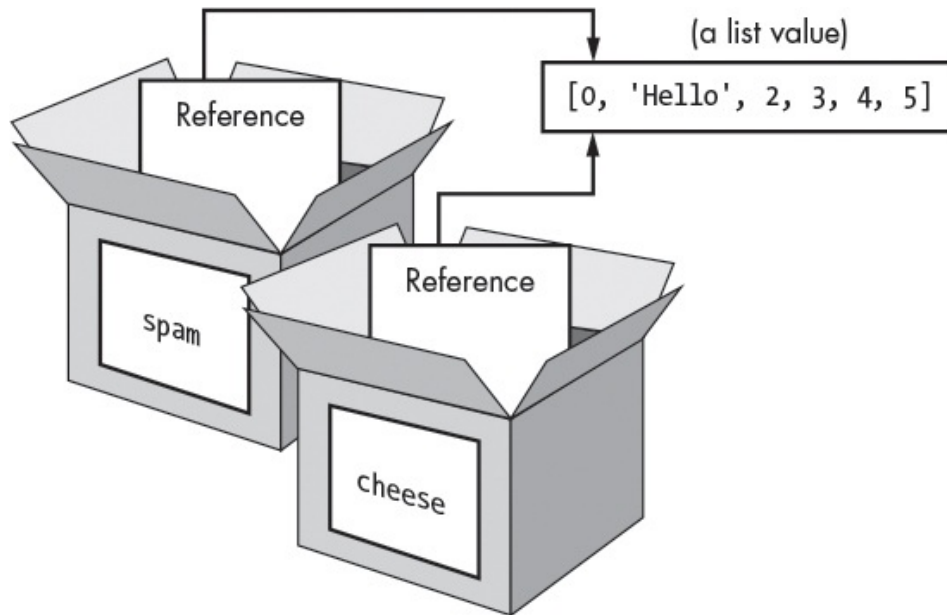 (a list value)
[0, 'Hello', 2, 3, 4, 5]
Reference
spam
Reference
cheese